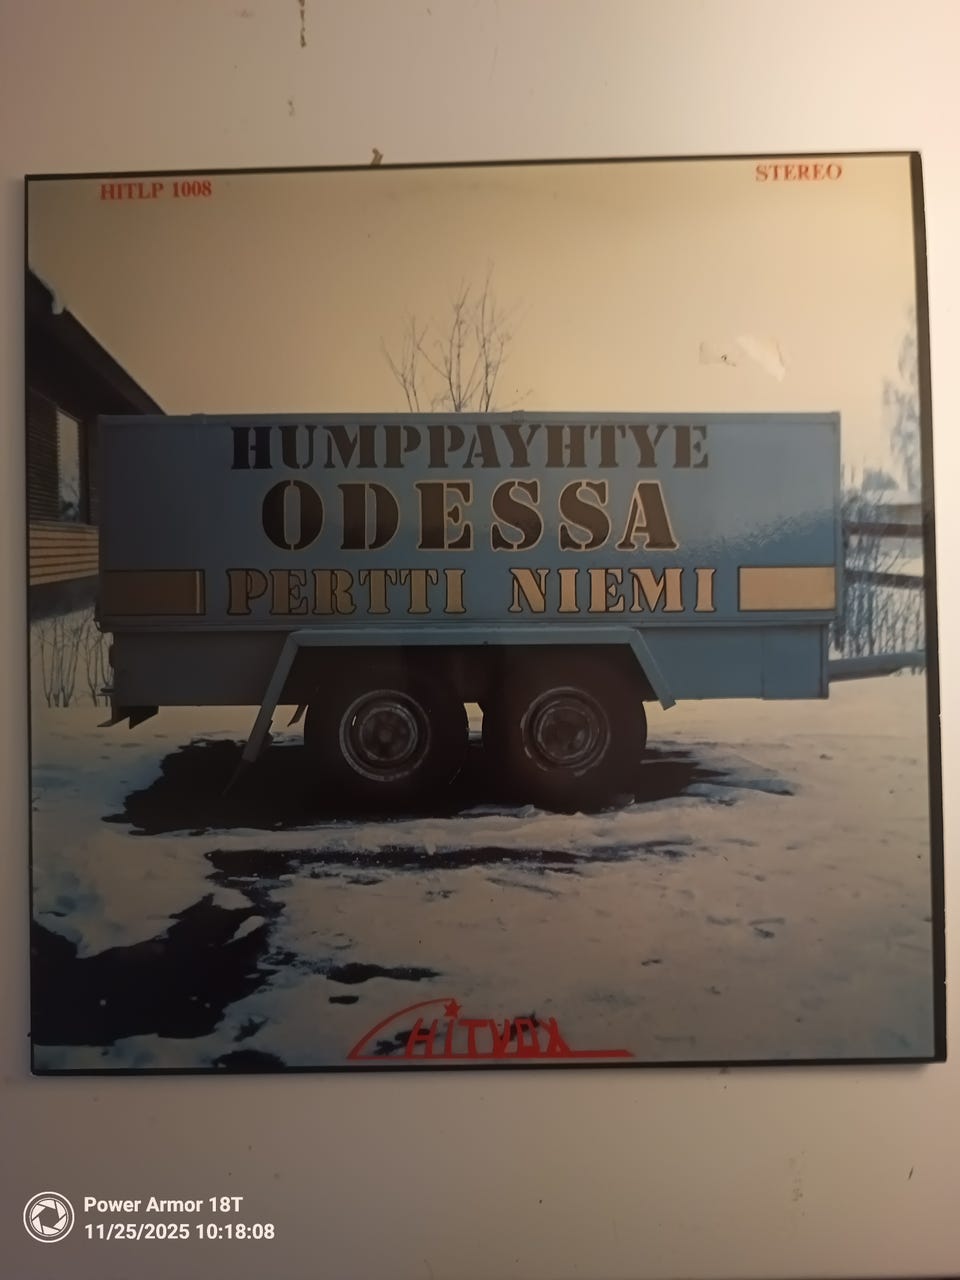 HITLP 1008
STEREO
HUMPPAYHTYE
ODESSA
PERTTI NIEMI
HITVOX
Power Armor 18T
11/25/2025 10:18:08